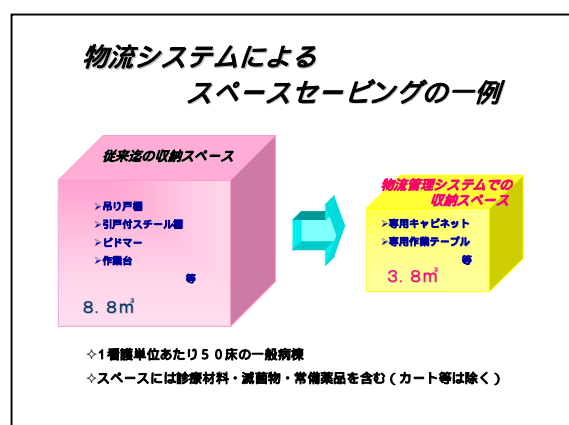 物流システムによる
スペースセービングの一例
従来迄の収納スペース
➢吊り戸棚
➢引戸付スチール棚
➢ビドマー
➢作業台
等
8.8㎡
物流管理システムでの
収納スペース
➢専用キャビネット
➢専用作業テーブル
等
3.8㎡
✧1看護単位あたり50床の一般病棟
✧スペースには診療材料・滅菌物・常備薬品を含む(カート等は除く)